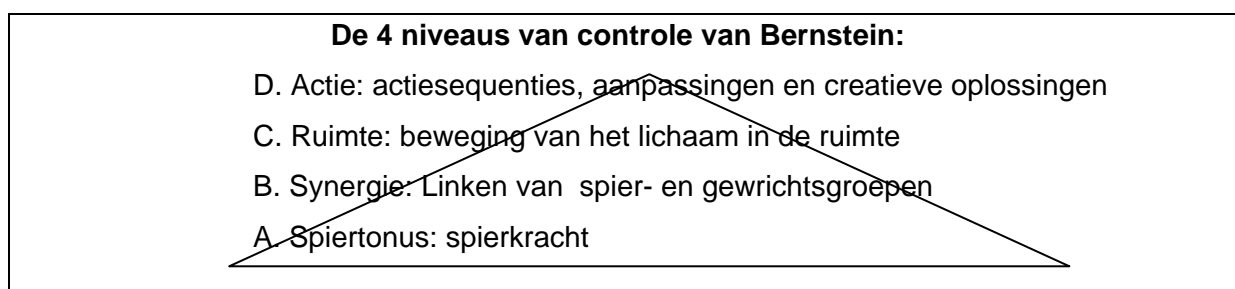 De 4 niveaus van controle van Bernstein:
D. Actie: actiesequenties, aanpassingen en creatieve oplossingen
C. Ruimte: beweging van het lichaam in de ruimte
B. Synergie: Linken van spier- en gewrichtsgroepen
A. Spiertonus: spierkracht